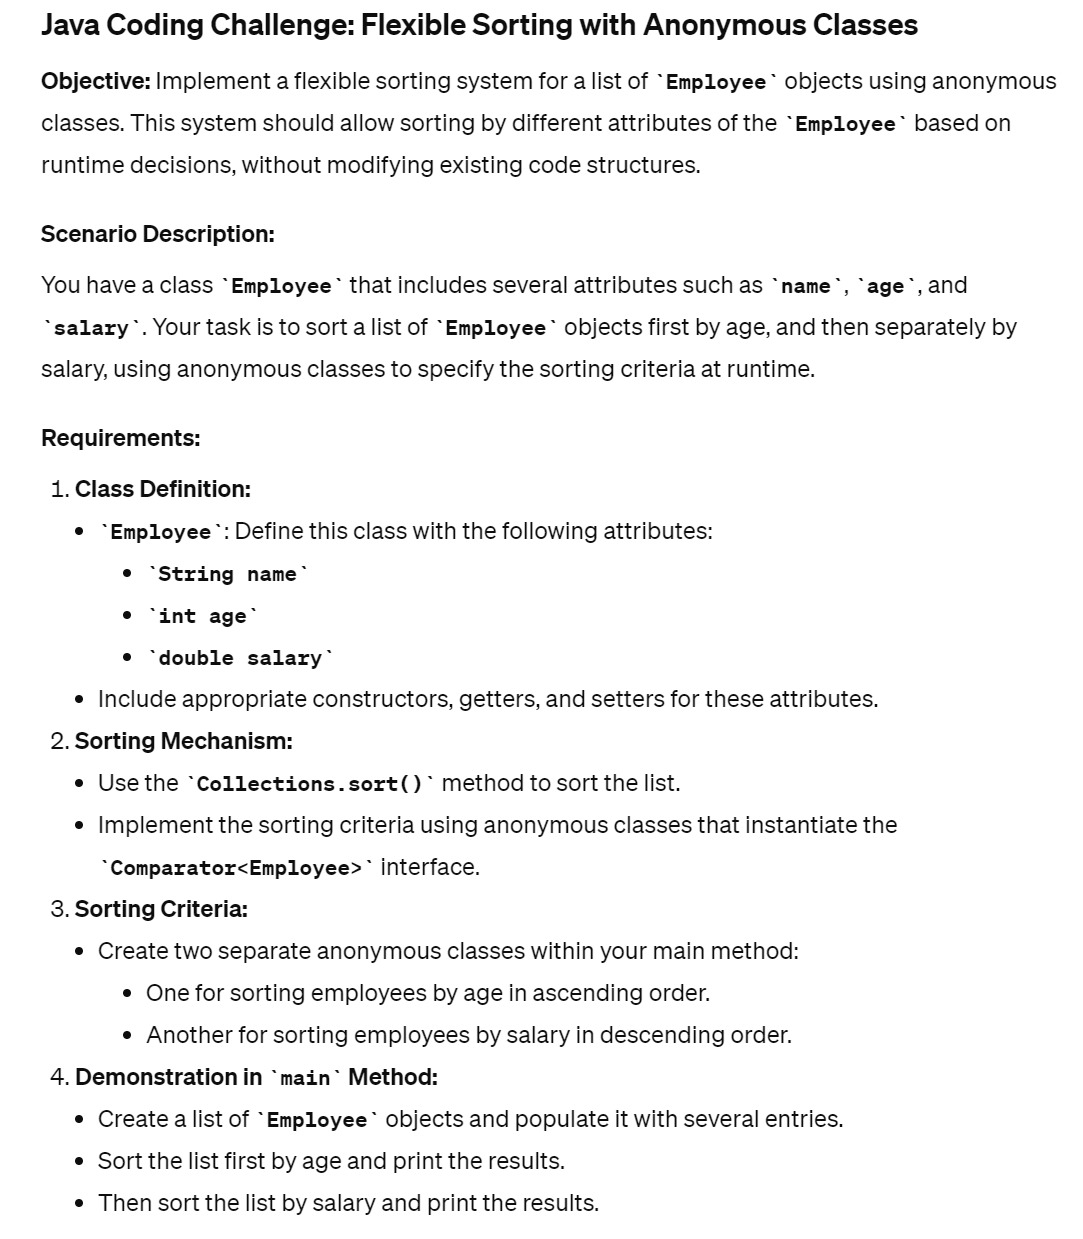 Java Coding Challenge: Flexible Sorting with Anonymous Classes
Objective: Implement a flexible sorting system for a list of `Employee` objects using anonymous
classes. This system should allow sorting by different attributes of the `Employee` based on
runtime decisions, without modifying existing code structures.
Scenario Description:
You have a class `Employee` that includes several attributes such as `name`, `age`, and
`salary`. Your task is to sort a list of `Employee` objects first by age, and then separately by
salary, using anonymous classes to specify the sorting criteria at runtime.
Requirements:
1. Class Definition:
• `Employee`: Define this class with the following attributes:
• `String name`
• `int age`
• `double salary`
• Include appropriate constructors, getters, and setters for these attributes.
2. Sorting Mechanism:
• Use the `Collections.sort()` method to sort the list.
• Implement the sorting criteria using anonymous classes that instantiate the
`Comparator<Employee>` interface.
3. Sorting Criteria:
• Create two separate anonymous classes within your main method:
• One for sorting employees by age in ascending order.
• Another for sorting employees by salary in descending order.
4. Demonstration in `main` Method:
• Create a list of `Employee` objects and populate it with several entries.
• Sort the list first by age and print the results.
• Then sort the list by salary and print the results.